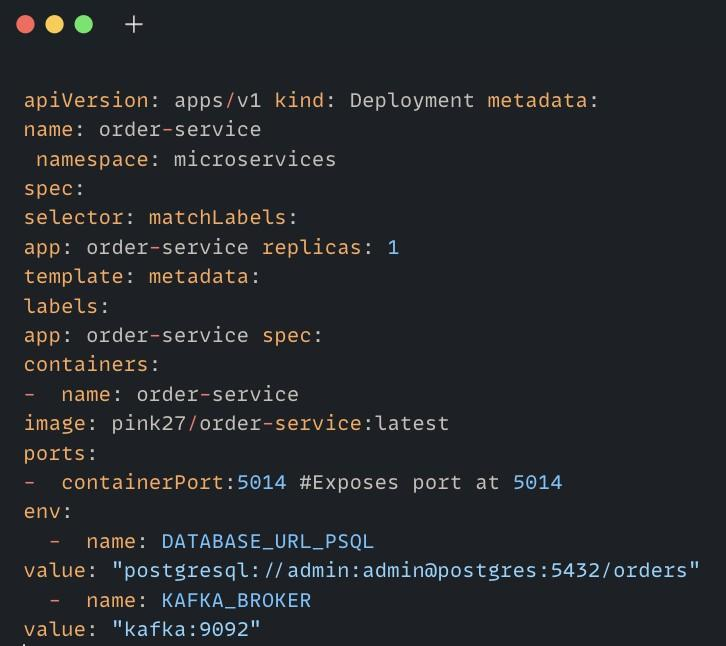 apiVersion: apps/v1 kind: Deployment metadata:
name: order-service
 namespace: microservices
spec:
selector: matchLabels:
app: order-service replicas: 1
template: metadata:
labels:
app: order-service spec:
containers:
-  name: order-service
image: pink27/order-service:latest
ports:
-  containerPort:5014 #Exposes port at 5014
env:
  -  name: DATABASE_URL_PSQL
value: "postgresql://admin:admin@postgres:5432/orders"
  -  name: KAFKA_BROKER
value: "kafka:9092"